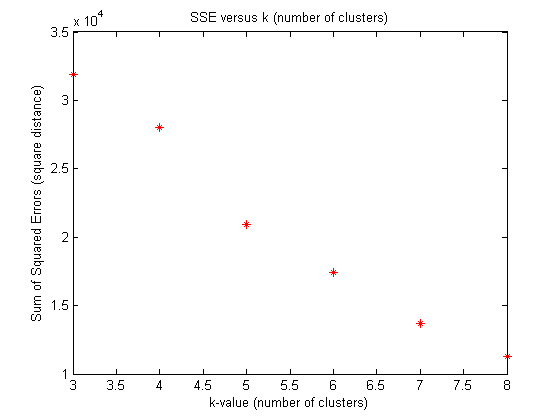 SSE versus k (number of clusters)
x 10^4
3.5
3
2.5
2
1.5
1
Sum of Squared Errors (square distance)
3 3.5 4 4.5 5 5.5 6 6.5 7 7.5 8
k-value (number of clusters)